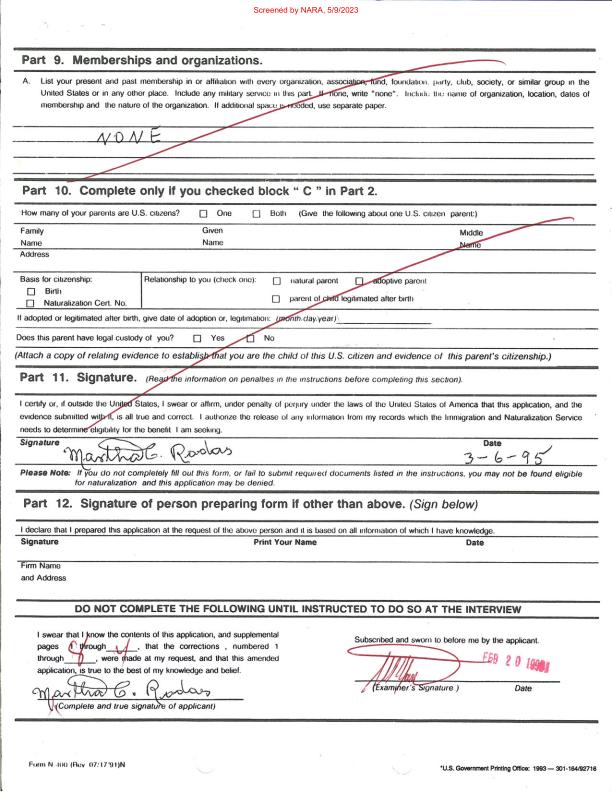 Screened by NARA, 5/9/2023
Part 9. Memberships and organizations.
A. List your present and past membership in or affiliation with every organization, association, fund, foundation, party, club, society, or similar group in the
United States or in any other place. Include any military service in this part. If none, write "none". Include the name of organization, location, dates of
membership and the nature of the organization. If additional space is needed, use separate paper.
NONE
Part 10. Complete only if you checked block " C " in Part 2.
How many of your parents are U.S. citizens? One Both (Give the following about one U.S. citizen parent:)
Family Given Middle
Name Name Name
Address
Basis for citizenship: Relationship to you (check one): natural parent adoptive parent
Birth
Naturalization Cert. No. parent of child legitimated after birth
If adopted or legitimated after birth, give date of adoption or, legitimation: (month day year)
Does this parent have legal custody of you? Yes No
(Attach a copy of relating evidence to establish that you are the child of this U.S. citizen and evidence of this parent's citizenship.)
Part 11. Signature. (Read the information on penalties in the instructions before completing this section).
I certify or, if outside the United States, I swear or affirm, under penalty of perjury under the laws of the United States of America that this application, and the
evidence submitted with it, is all true and correct. I authorize the release of any information from my records which the Immigration and Naturalization Service
needs to determine eligibility for the benefit I am seeking.
Signature Date
Martha C. Rodas 3-6-95
Please Note: If you do not completely fill out this form, or fail to submit required documents listed in the instructions, you may not be found eligible
for naturalization and this application may be denied.
Part 12. Signature of person preparing form if other than above. (Sign below)
I declare that I prepared this application at the request of the above person and it is based on all information of which I have knowledge.
Signature Print Your Name Date
Firm Name
and Address
DO NOT COMPLETE THE FOLLOWING UNTIL INSTRUCTED TO DO SO AT THE INTERVIEW
I swear that I know the contents of this application, and supplemental
pages through , that the corrections , numbered 1
through , were made at my request, and that this amended
application, is true to the best of my knowledge and belief.
Martha C. Rodas
(Complete and true signature of applicant)
Subscribed and sworn to before me by the applicant.
FEB 20
(Examiner's Signature ) Date
Form N-400 (Rev 07/17/91)N
*U.S. Government Printing Office: 1993 — 301-164/92716